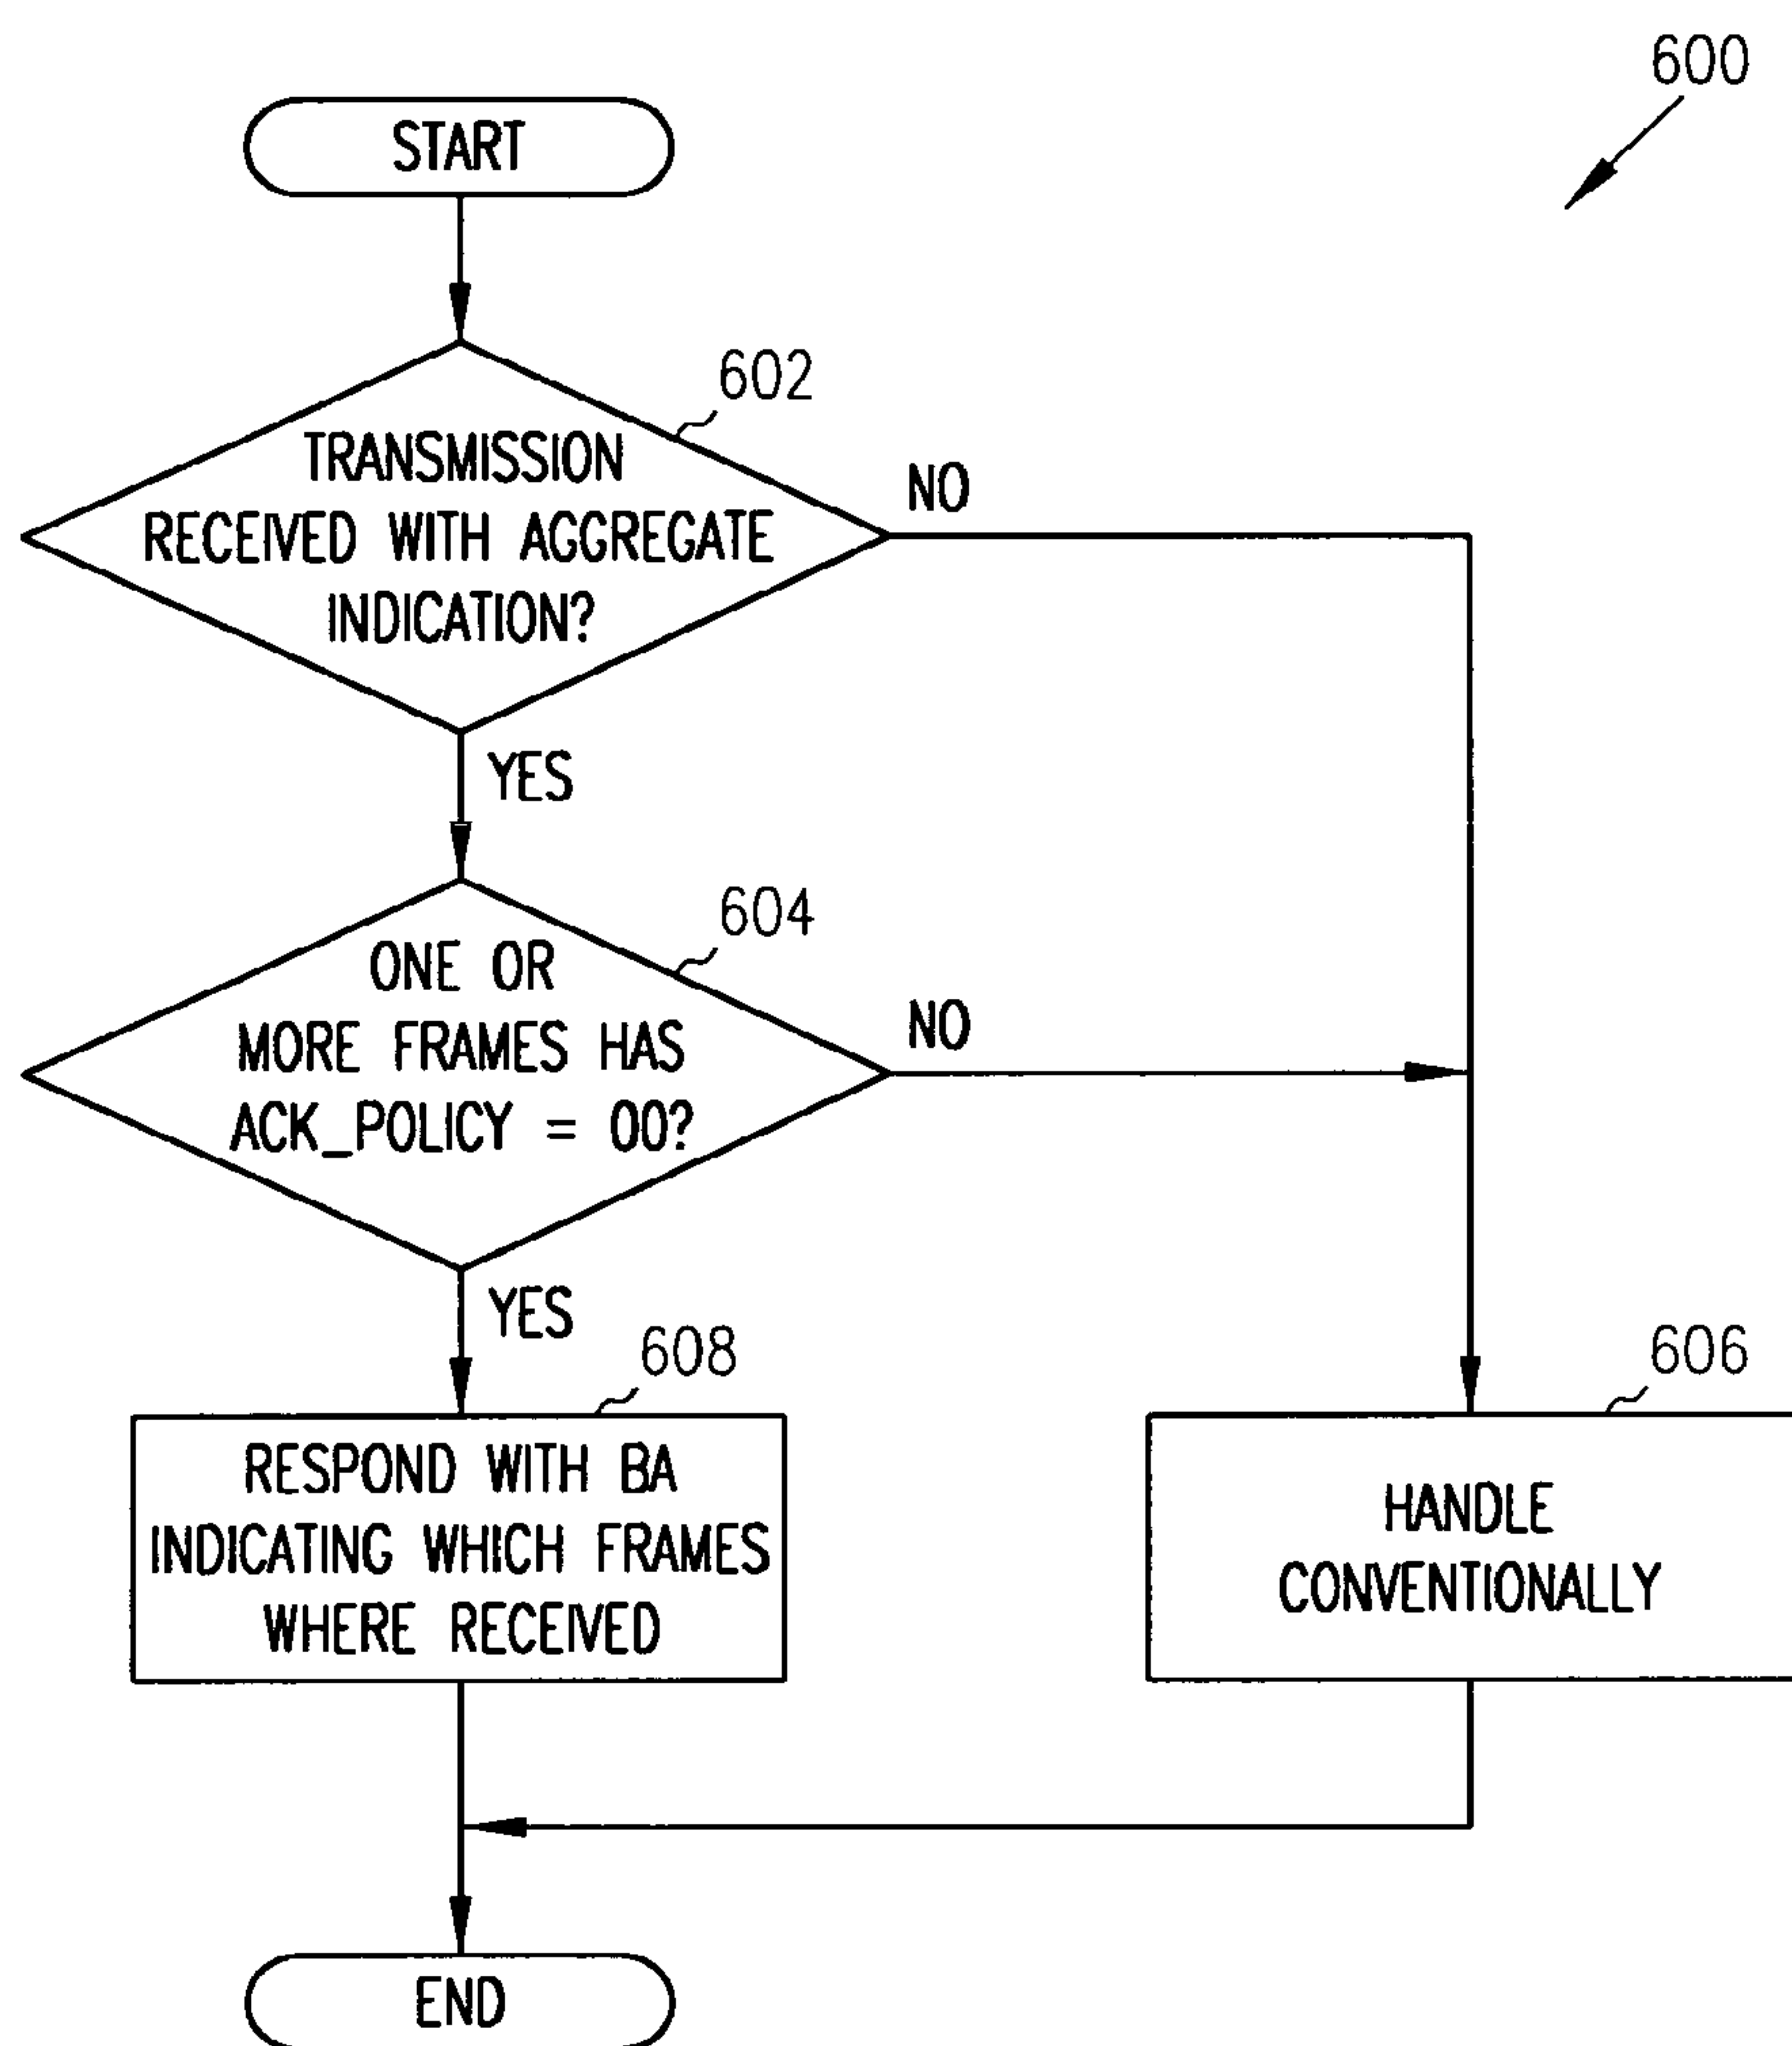 600
START
602
TRANSMISSION
RECEIVED WITH AGGREGATE
INDICATION?
NO
YES
604
ONE OR
MORE FRAMES HAS
ACK_POLICY = 00?
NO
YES
608
RESPOND WITH BA
INDICATING WHICH FRAMES
WHERE RECEIVED
606
HANDLE
CONVENTIONALLY
END